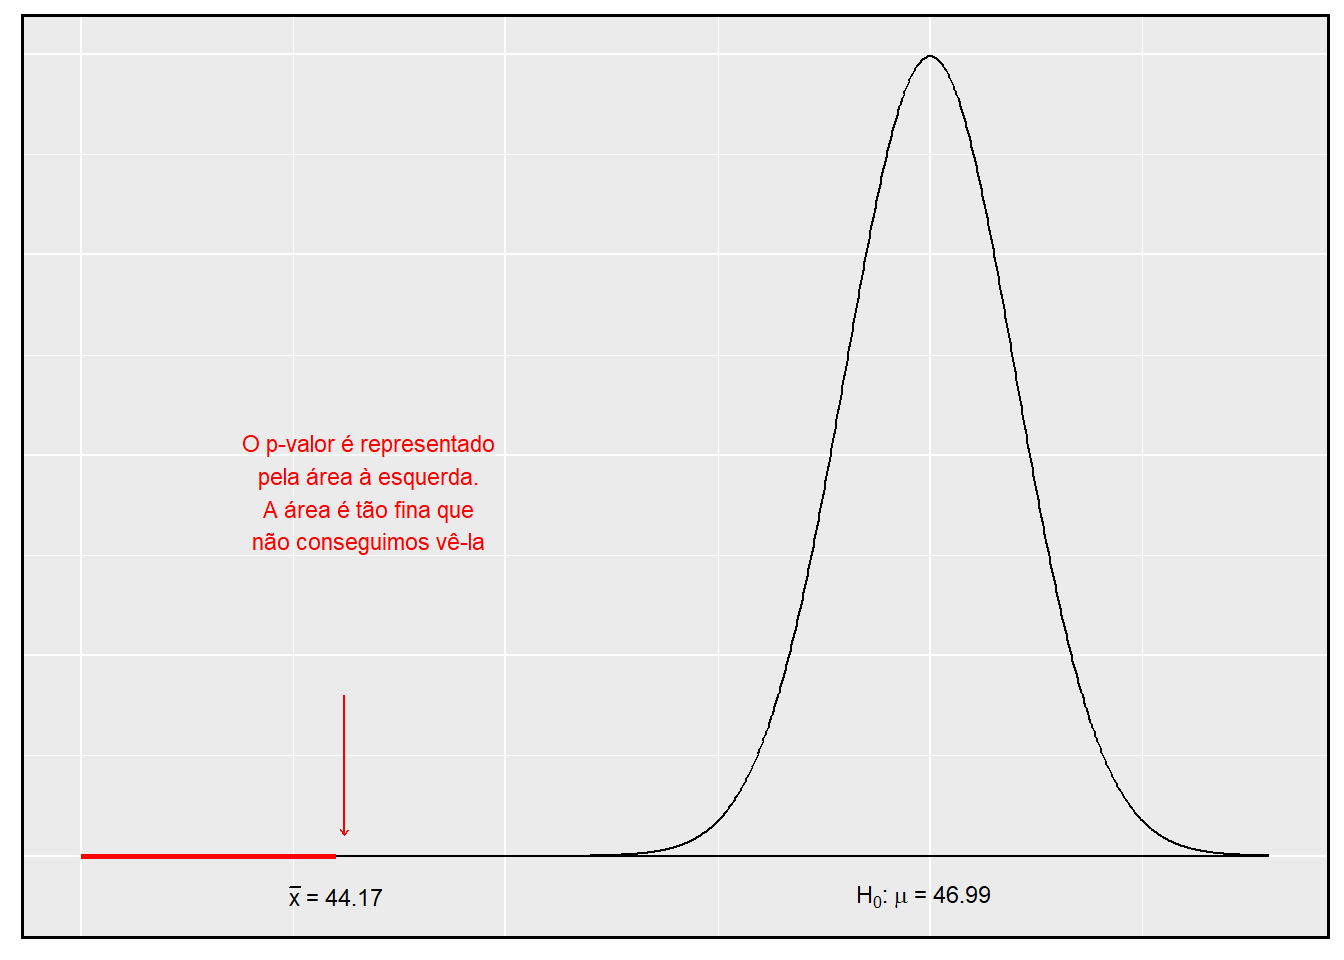 O p-valor é representado
pela área à esquerda.
A área é tão fina que
não conseguimos vê-la
x̅ = 44.17
H₀: μ = 46.99